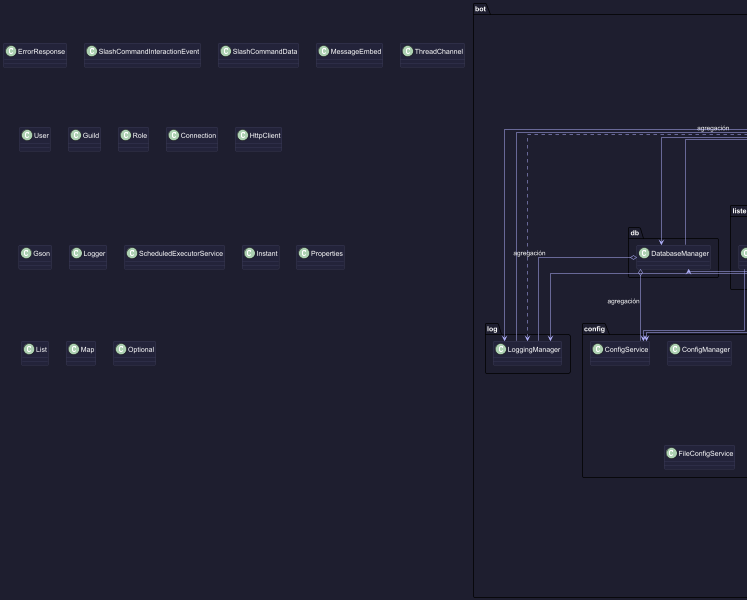 bot
C ErrorResponse
C SlashCommandInteractionEvent
C SlashCommandData
C MessageEmbed
C ThreadChannel
C User
C Guild
C Role
C Connection
C HttpClient
agregación
liste
db
C Gson
C Logger
C ScheduledExecutorService
C Instant
C Properties
agregación
C DatabaseManager
C
agregación
log
config
C List
C Map
C Optional
C LoggingManager
C ConfigService
C ConfigManager
C FileConfigService